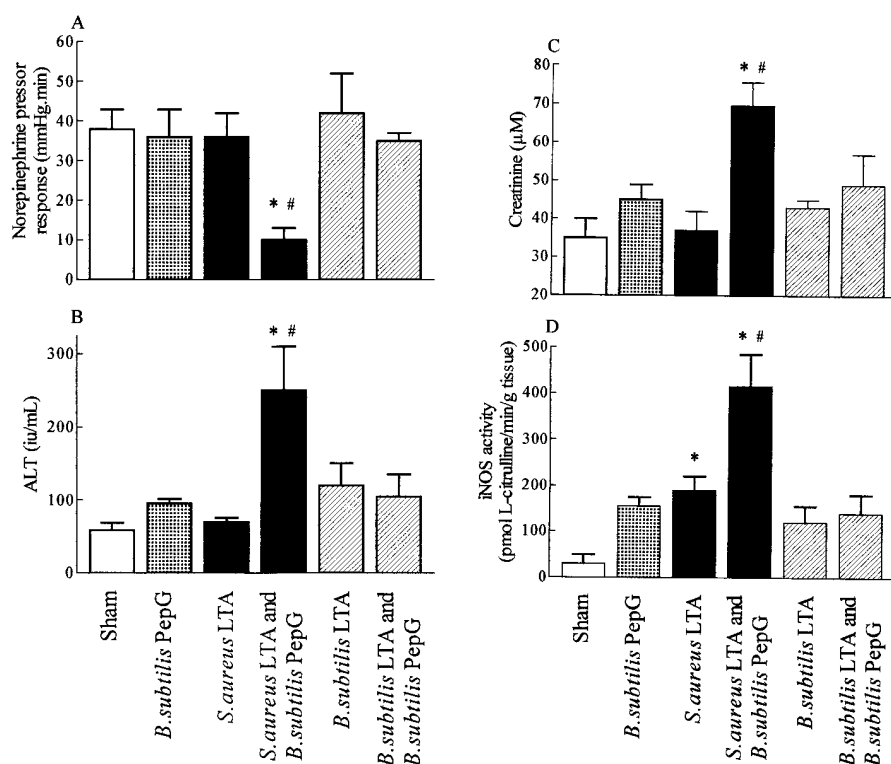 A
Norepinephrine pressor
response (mmHg.min)
60
50
40
30
20
10
0
* #
B
ALT (iu/mL)
300
200
100
0
* #
Sham
B.subtilis PepG
S.aureus LTA
S.aureus LTA and
B.subtilis PepG
B.subtilis LTA
B.subtilis LTA and
B.subtilis PepG
C
Creatinine (µM)
80
70
60
50
40
30
20
* #
D
iNOS activity
(pmol L-citrulline/min/g tissue)
500
400
300
200
100
0
*
* #
Sham
B.subtilis PepG
S.aureus LTA
S.aureus LTA and
B.subtilis PepG
B.subtilis LTA
B.subtilis LTA and
B.subtilis PepG